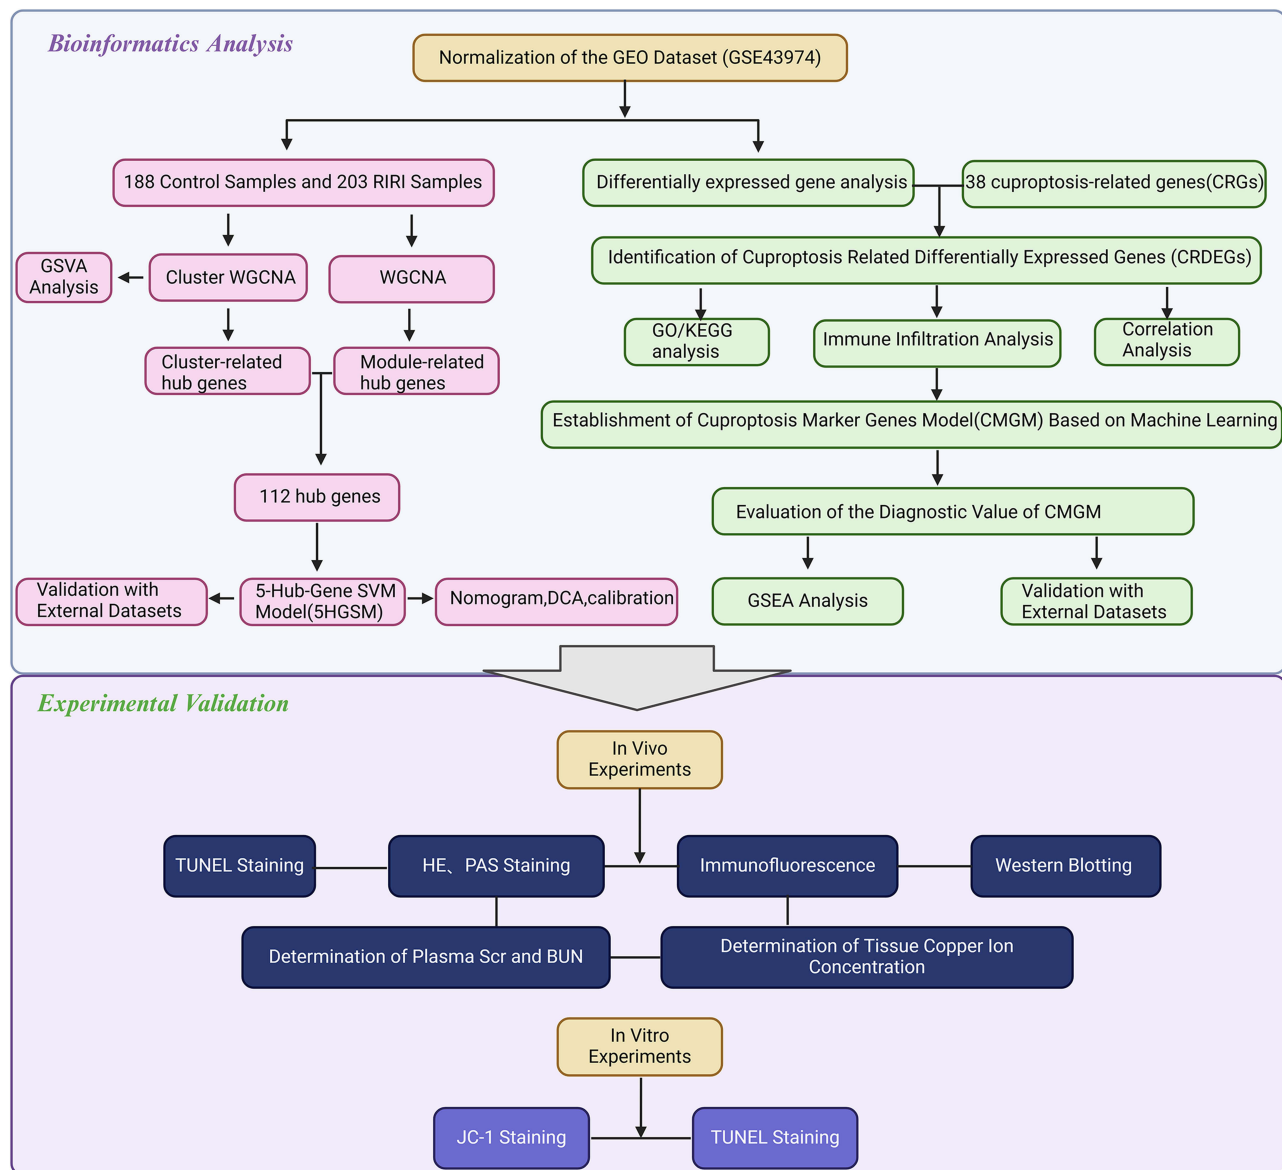 Bioinformatics Analysis
Normalization of the GEO Dataset (GSE43974)
188 Control Samples and 203 RIRI Samples
Differentially expressed gene analysis
38 cuproptosis-related genes(CRGs)
GSVA
Analysis
Cluster WGCNA
WGCNA
Identification of Cuproptosis Related Differentially Expressed Genes (CRDEGs)
Cluster-related
hub genes
Module-related
hub genes
GO/KEGG
analysis
Immune Infiltration Analysis
Correlation
Analysis
Establishment of Cuproptosis Marker Genes Model(CMGM) Based on Machine Learning
112 hub genes
Evaluation of the Diagnostic Value of CMGM
Validation with
External Datasets
5-Hub-Gene SVM
Model(5HGSM)
Nomogram,DCA,calibration
GSEA Analysis
Validation with
External Datasets
Experimental Validation
In Vivo
Experiments
TUNEL Staining
HE、PAS Staining
Immunofluorescence
Western Blotting
Determination of Plasma Scr and BUN
Determination of Tissue Copper Ion
Concentration
In Vitro
Experiments
JC-1 Staining
TUNEL Staining